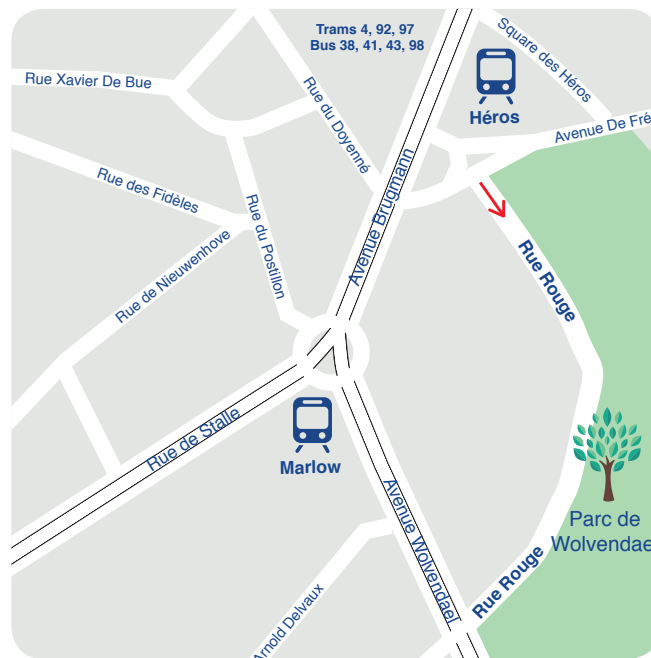 Trams 4, 92, 97
Bus 38, 41, 43, 98
Square des Héros
Rue Xavier De Bue
Héros
Rue du Doyenné
Avenue De Fré
Rue des Fidèles
Avenue Brugmann
Rue du Postillon
Rue de Nieuwenhove
Rue Rouge
Rue de Stalle
Marlow
Avenue Wolvendael
Parc de
Wolvendael
Rue Rouge
Arnold Delvaux